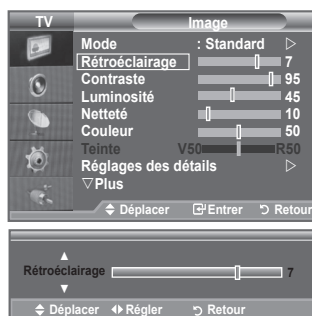 TV Image
Mode : Standard ▷
Rétroéclairage 7
Contraste 95
Luminosité 45
Netteté 10
Couleur 50
Teinte V50 R50
Réglages des détails ▷
▽Plus
Déplacer Entrer Retour
Rétroéclairage 7
Déplacer Régler Retour